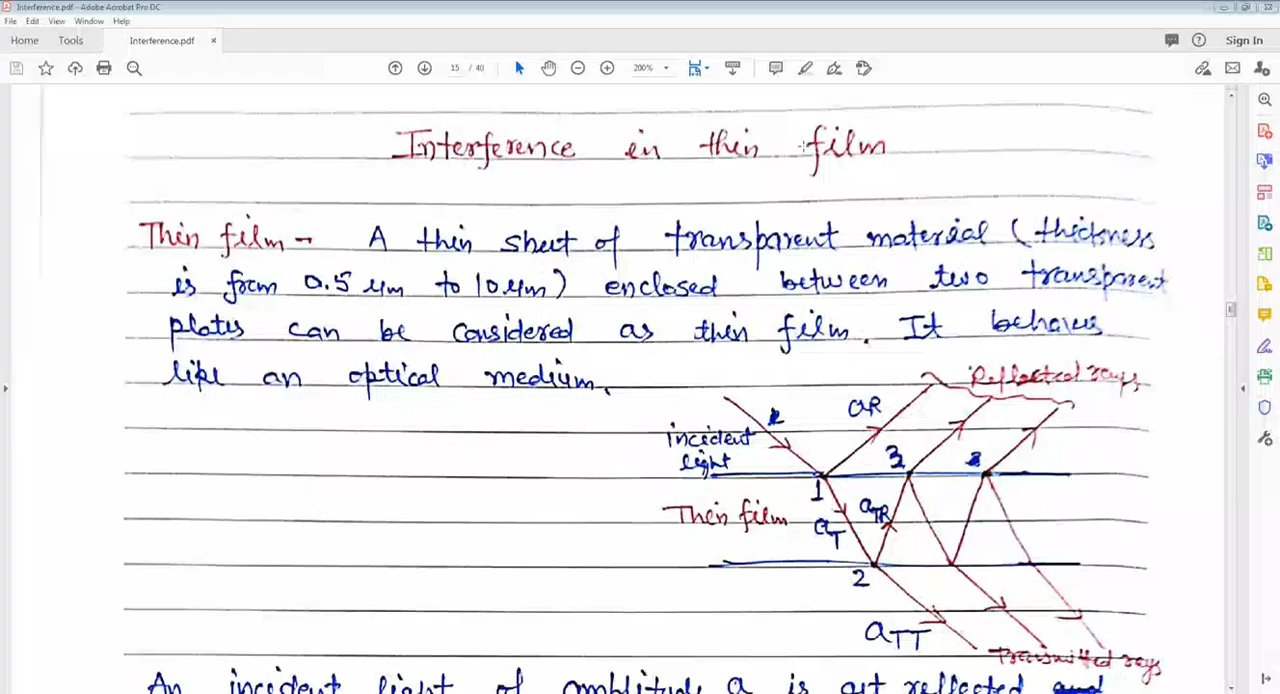 Interference.pdf - Adobe Acrobat Pro DC
File Edit View Window Help
Home Tools Interference.pdf × Sign In
15 / 40 200%
Interference in thin film
Thin film - A thin sheet of transparent material (thickness
is from 0.5 μm to 10 μm) enclosed between two transparent
plates can be considered as thin film. It behaves
like an optical medium.
Reflected rays
aR
incident
light
1
3
Thin film
aT
aTR
2
aTT
Transmitted rays
An incident light of amplitude a is get reflected and